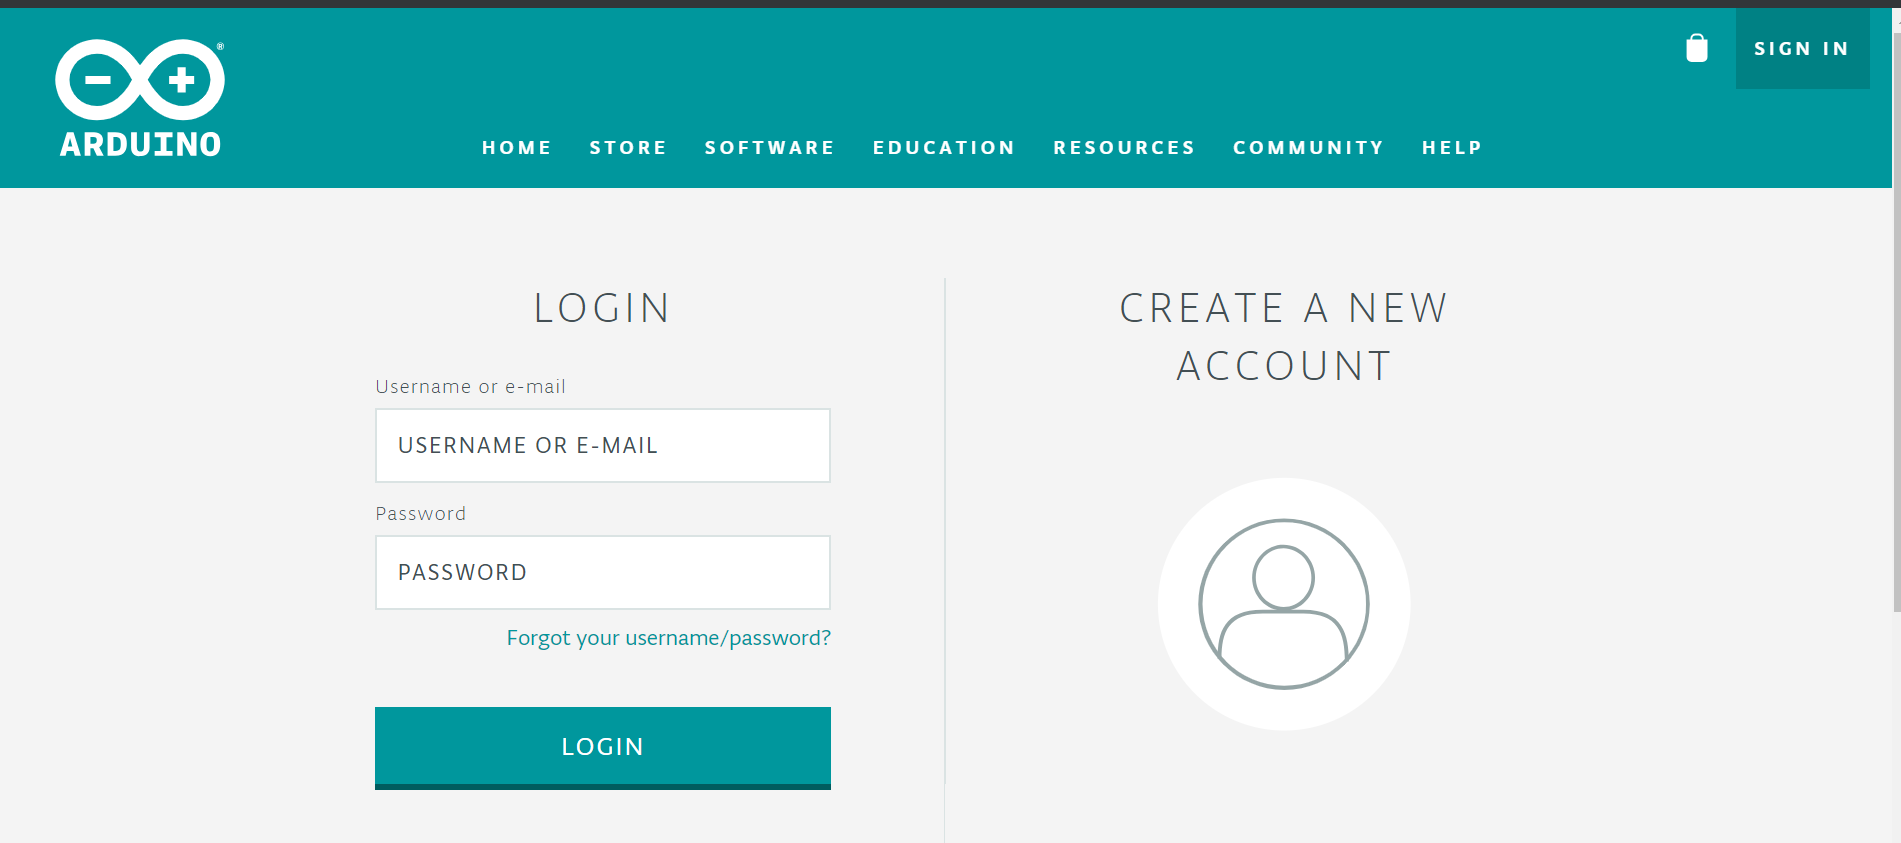 ®
ARDUINO
SIGN IN
HOME STORE SOFTWARE EDUCATION RESOURCES COMMUNITY HELP
LOGIN
Username or e-mail
USERNAME OR E-MAIL
Password
PASSWORD
Forgot your username/password?
LOGIN
CREATE A NEW
ACCOUNT